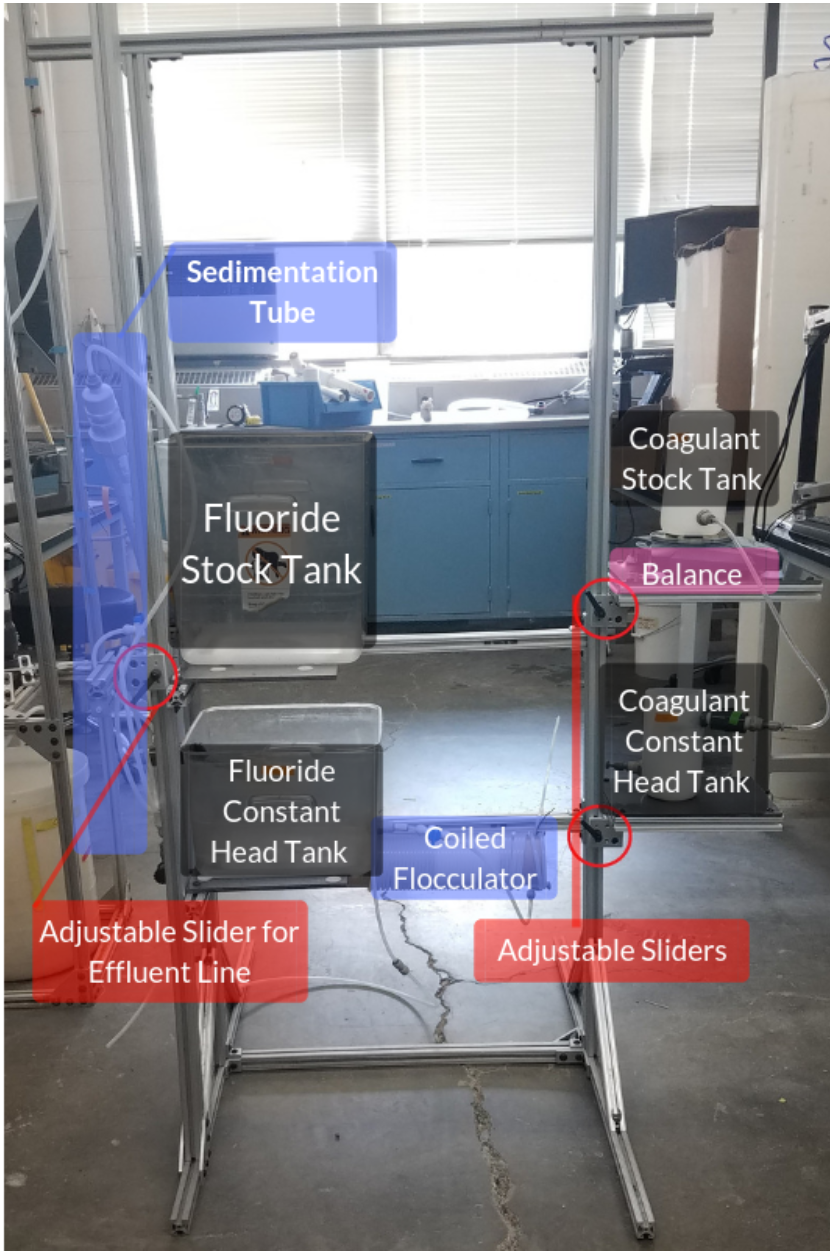 Sedimentation
Tube
Coagulant
Stock Tank
Fluoride
Stock Tank
Balance
Coagulant
Constant
Head Tank
Fluoride
Constant
Head Tank
Coiled
Flocculator
Adjustable Slider for
Effluent Line
Adjustable Sliders